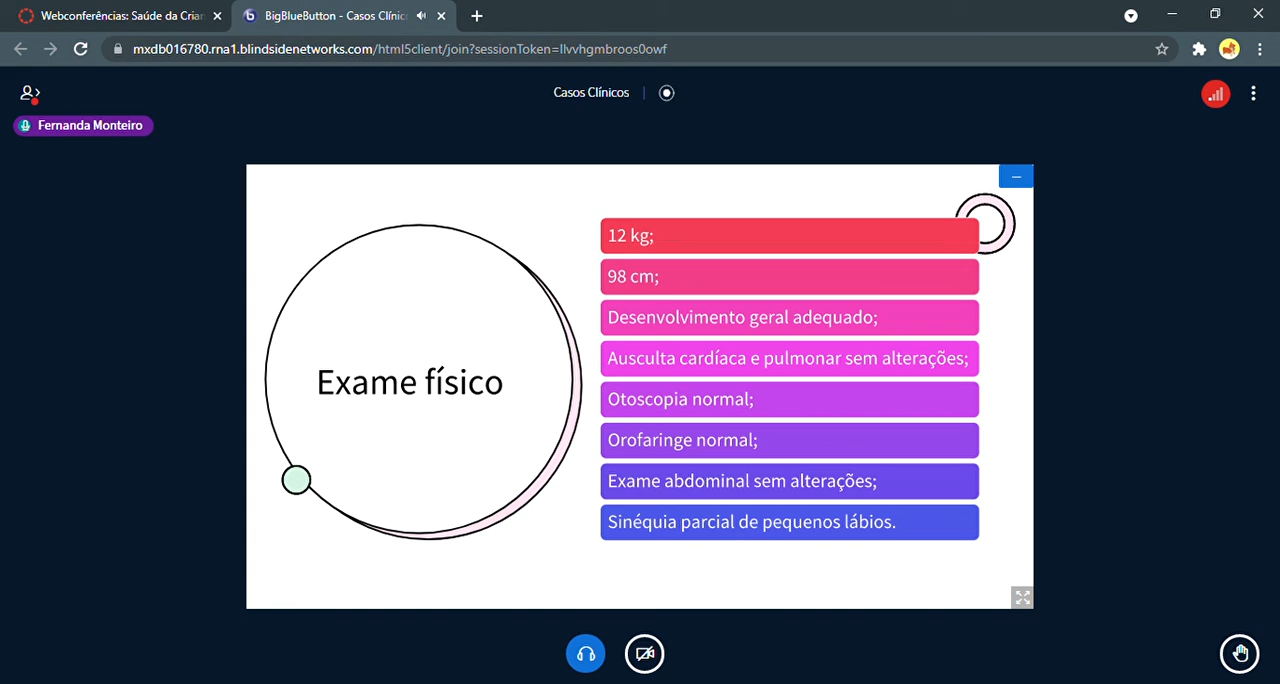 Webconferências: Saúde da Crian
BigBlueButton - Casos Clínico
mxdb016780.rna1.blindsidenetworks.com/html5client/join?sessionToken=llvvhgmbroos0owf
Casos Clínicos
Fernanda Monteiro
Exame físico
12 kg;
98 cm;
Desenvolvimento geral adequado;
Ausculta cardíaca e pulmonar sem alterações;
Otoscopia normal;
Orofaringe normal;
Exame abdominal sem alterações;
Sinéquia parcial de pequenos lábios.